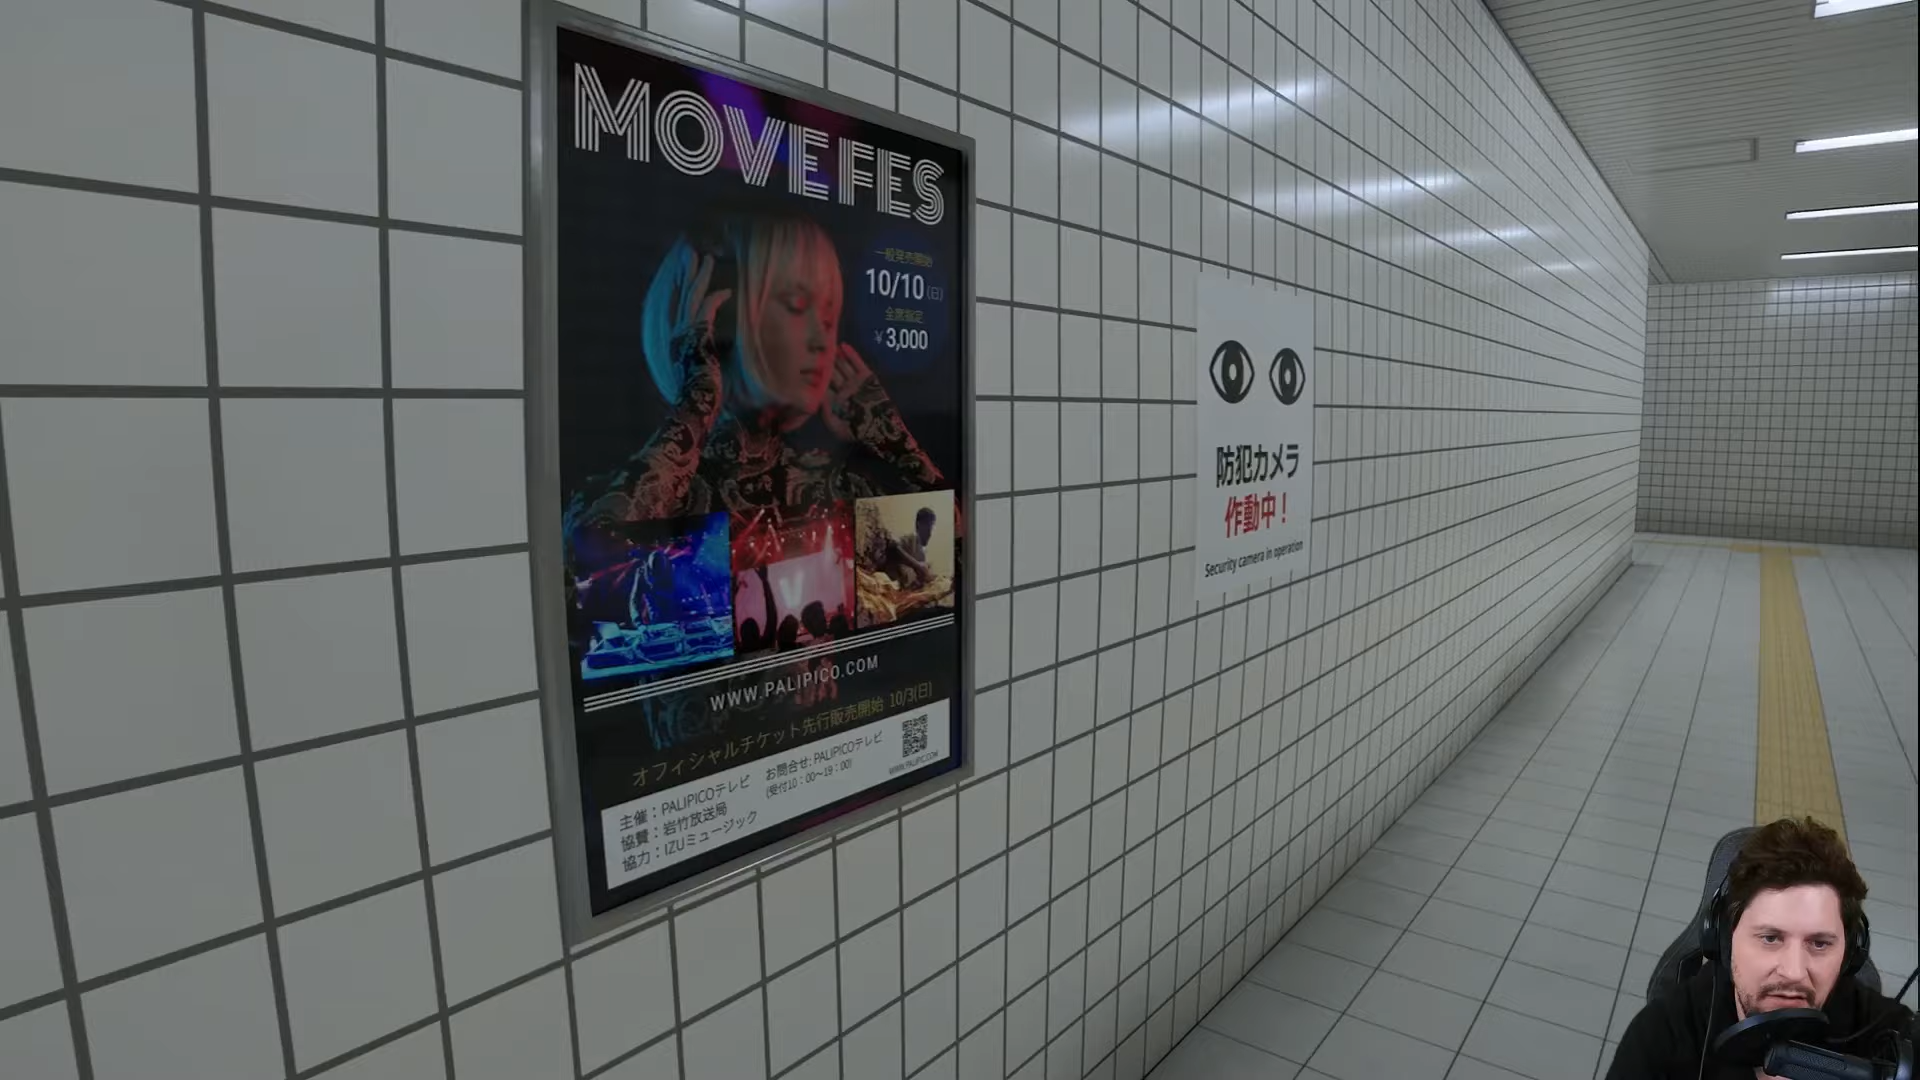 MOVE FES
一般発売開始
10/10(日)
全席指定
¥3,000
WWW.PALIPICO.COM
オフィシャルチケット先行販売開始 10/3(日)
主催：PALIPICOテレビ
協賛：岩竹放送局
協力：IZUミュージック
お問合せ: PALIPICOテレビ
(受付10：00～19：00)
WWW.PALIPICO.COM
防犯カメラ
作動中！
Security camera in operation